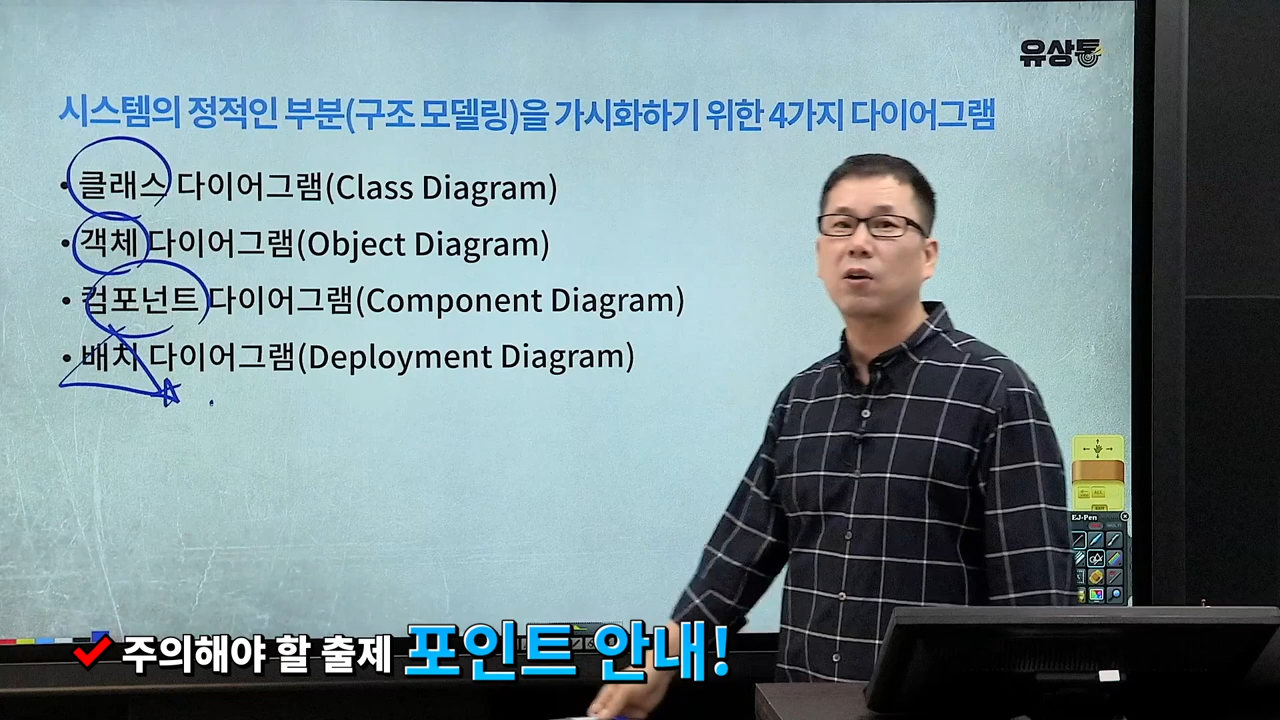 유상통
시스템의 정적인 부분(구조 모델링)을 가시화하기 위한 4가지 다이어그램
• 클래스 다이어그램(Class Diagram)
• 객체 다이어그램(Object Diagram)
• 컴포넌트 다이어그램(Component Diagram)
• 배치 다이어그램(Deployment Diagram)
EJ-Pen
주의해야 할 출제 포인트 안내!